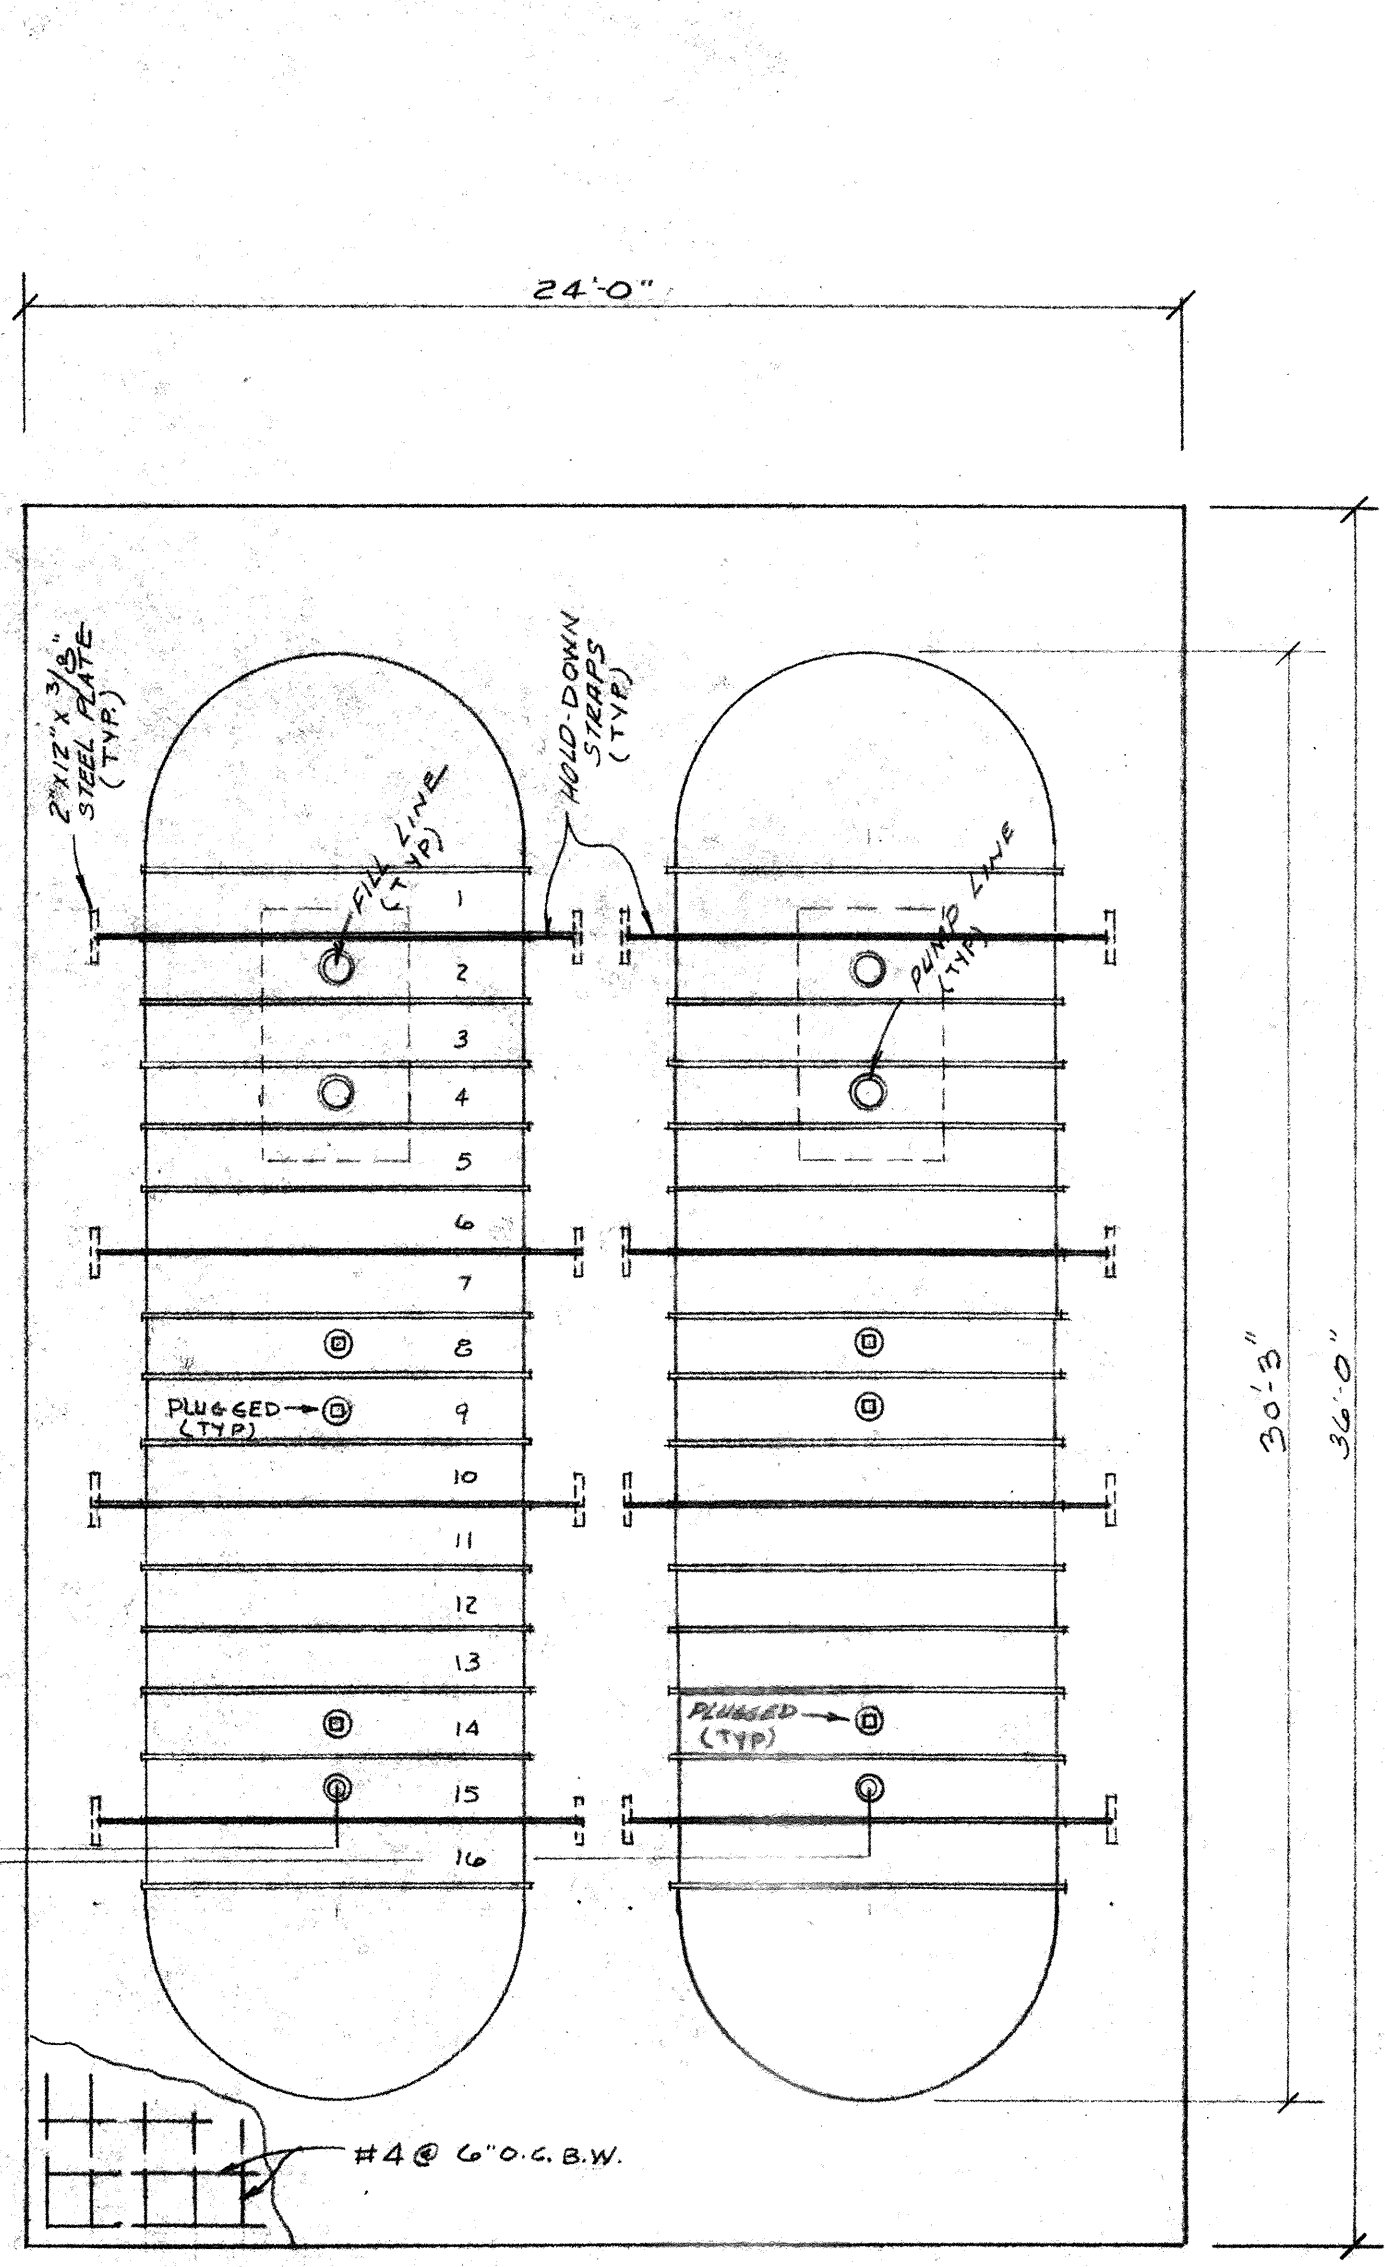 24'-0"
2"X12"X 3/8"
STEEL PLATE
(TYP.)
HOLD-DOWN
STRAPS
(TYP.)
FILL LINE
(TYP)
PUMP LINE
(TYP)
1
2
3
4
5
6
7
8
PLUGGED
(TYP)
9
10
11
12
13
PLUGGED
(TYP)
14
15
16
30'-3"
36'-0"
#4 @ 6" O.C. B.W.